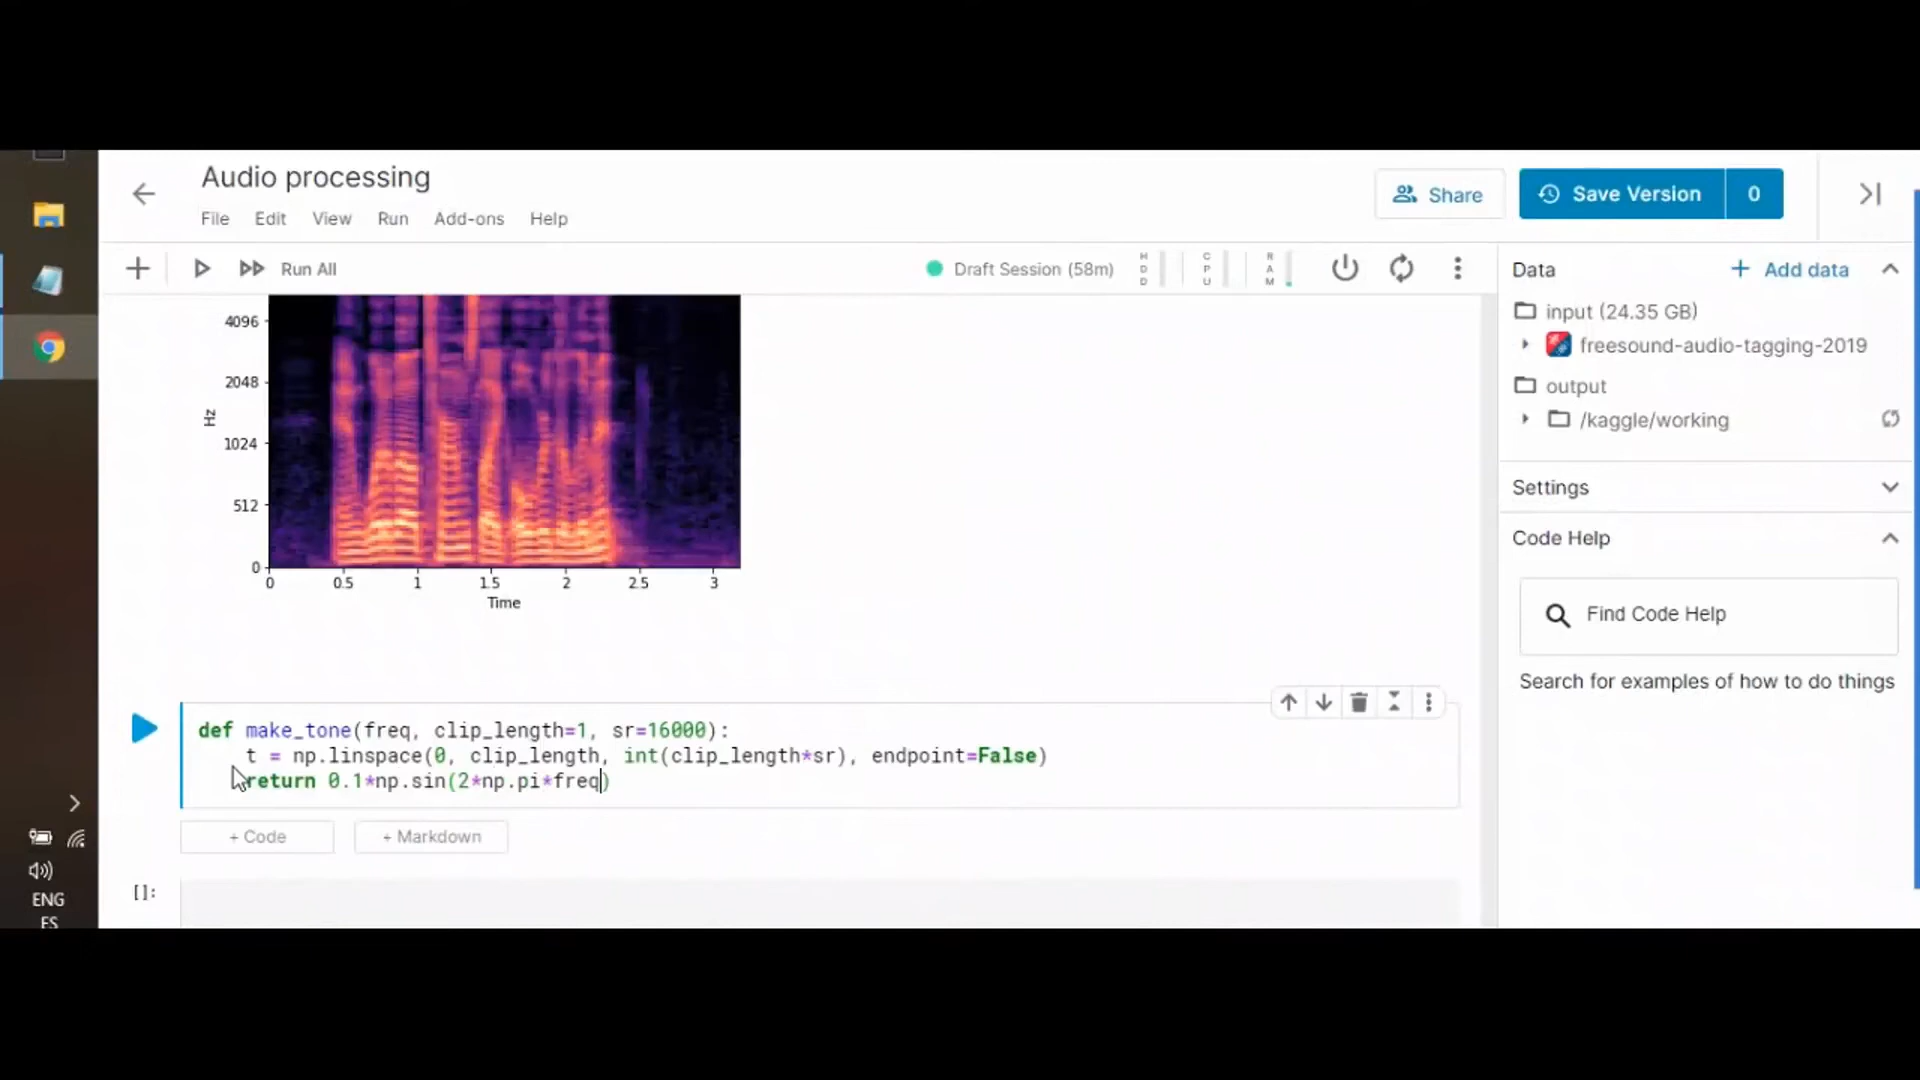 Audio processing
File Edit View Run Add-ons Help
Share
Save Version 0
Run All
Draft Session (58m)
HDD
CPU
RAM
4096
2048
1024
512
0
Hz
0 0.5 1 1.5 2 2.5 3
Time
def make_tone(freq, clip_length=1, sr=16000):
t = np.linspace(0, clip_length, int(clip_length*sr), endpoint=False)
return 0.1*np.sin(2*np.pi*freq)
+ Code + Markdown
[]:
Data + Add data
input (24.35 GB)
freesound-audio-tagging-2019
output
/kaggle/working
Settings
Code Help
Find Code Help
Search for examples of how to do things
ENG
ES